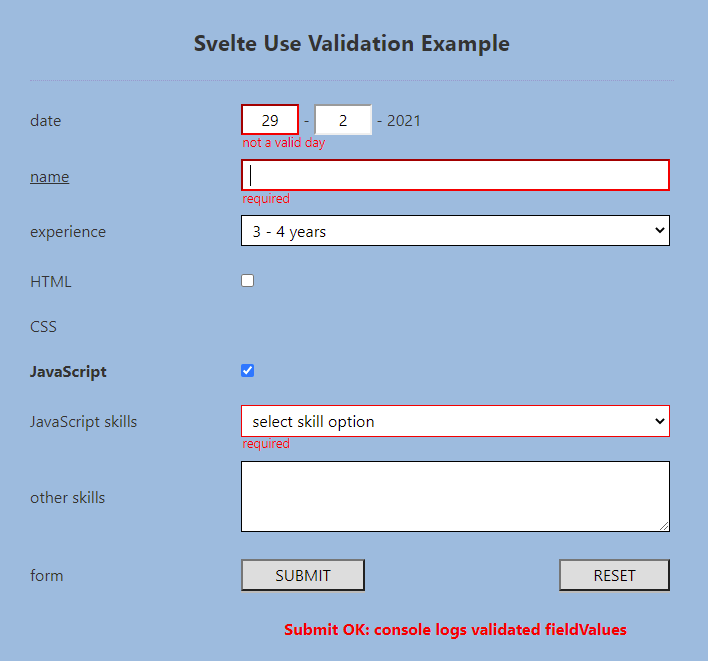 Svelte Use Validation Example
date 29 - 2 - 2021
not a valid day
name
required
experience 3 - 4 years
HTML
CSS
JavaScript
JavaScript skills select skill option
required
other skills
form SUBMIT RESET
Submit OK: console logs validated fieldValues